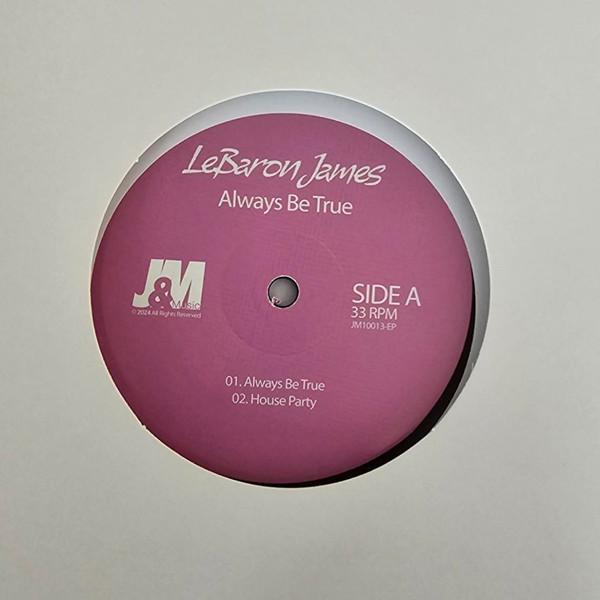 LeBaron James
Always Be True
J&M
Music
© 2024 All Rights Reserved
SIDE A
33 RPM
JM10013-EP
01. Always Be True
02. House Party